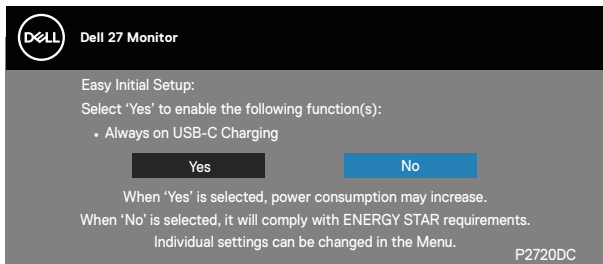 DELL
Dell 27 Monitor
Easy Initial Setup:
Select ‘Yes’ to enable the following function(s):
• Always on USB-C Charging
Yes
No
When ‘Yes’ is selected, power consumption may increase.
When ‘No’ is selected, it will comply with ENERGY STAR requirements.
Individual settings can be changed in the Menu.
P2720DC